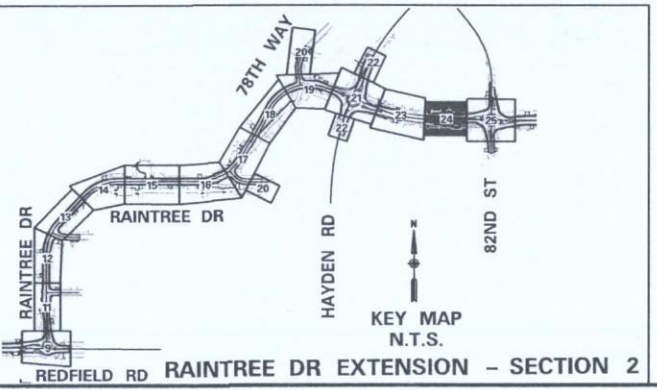 78TH WAY
20
22
19
21
18
23
24
25
22
17
14
15
16
20
RAINTREE DR
13
RAINTREE DR
12
HAYDEN RD
82ND ST
N
11
KEY MAP
N.T.S.
9
REDFIELD RD
RAINTREE DR EXTENSION - SECTION 2